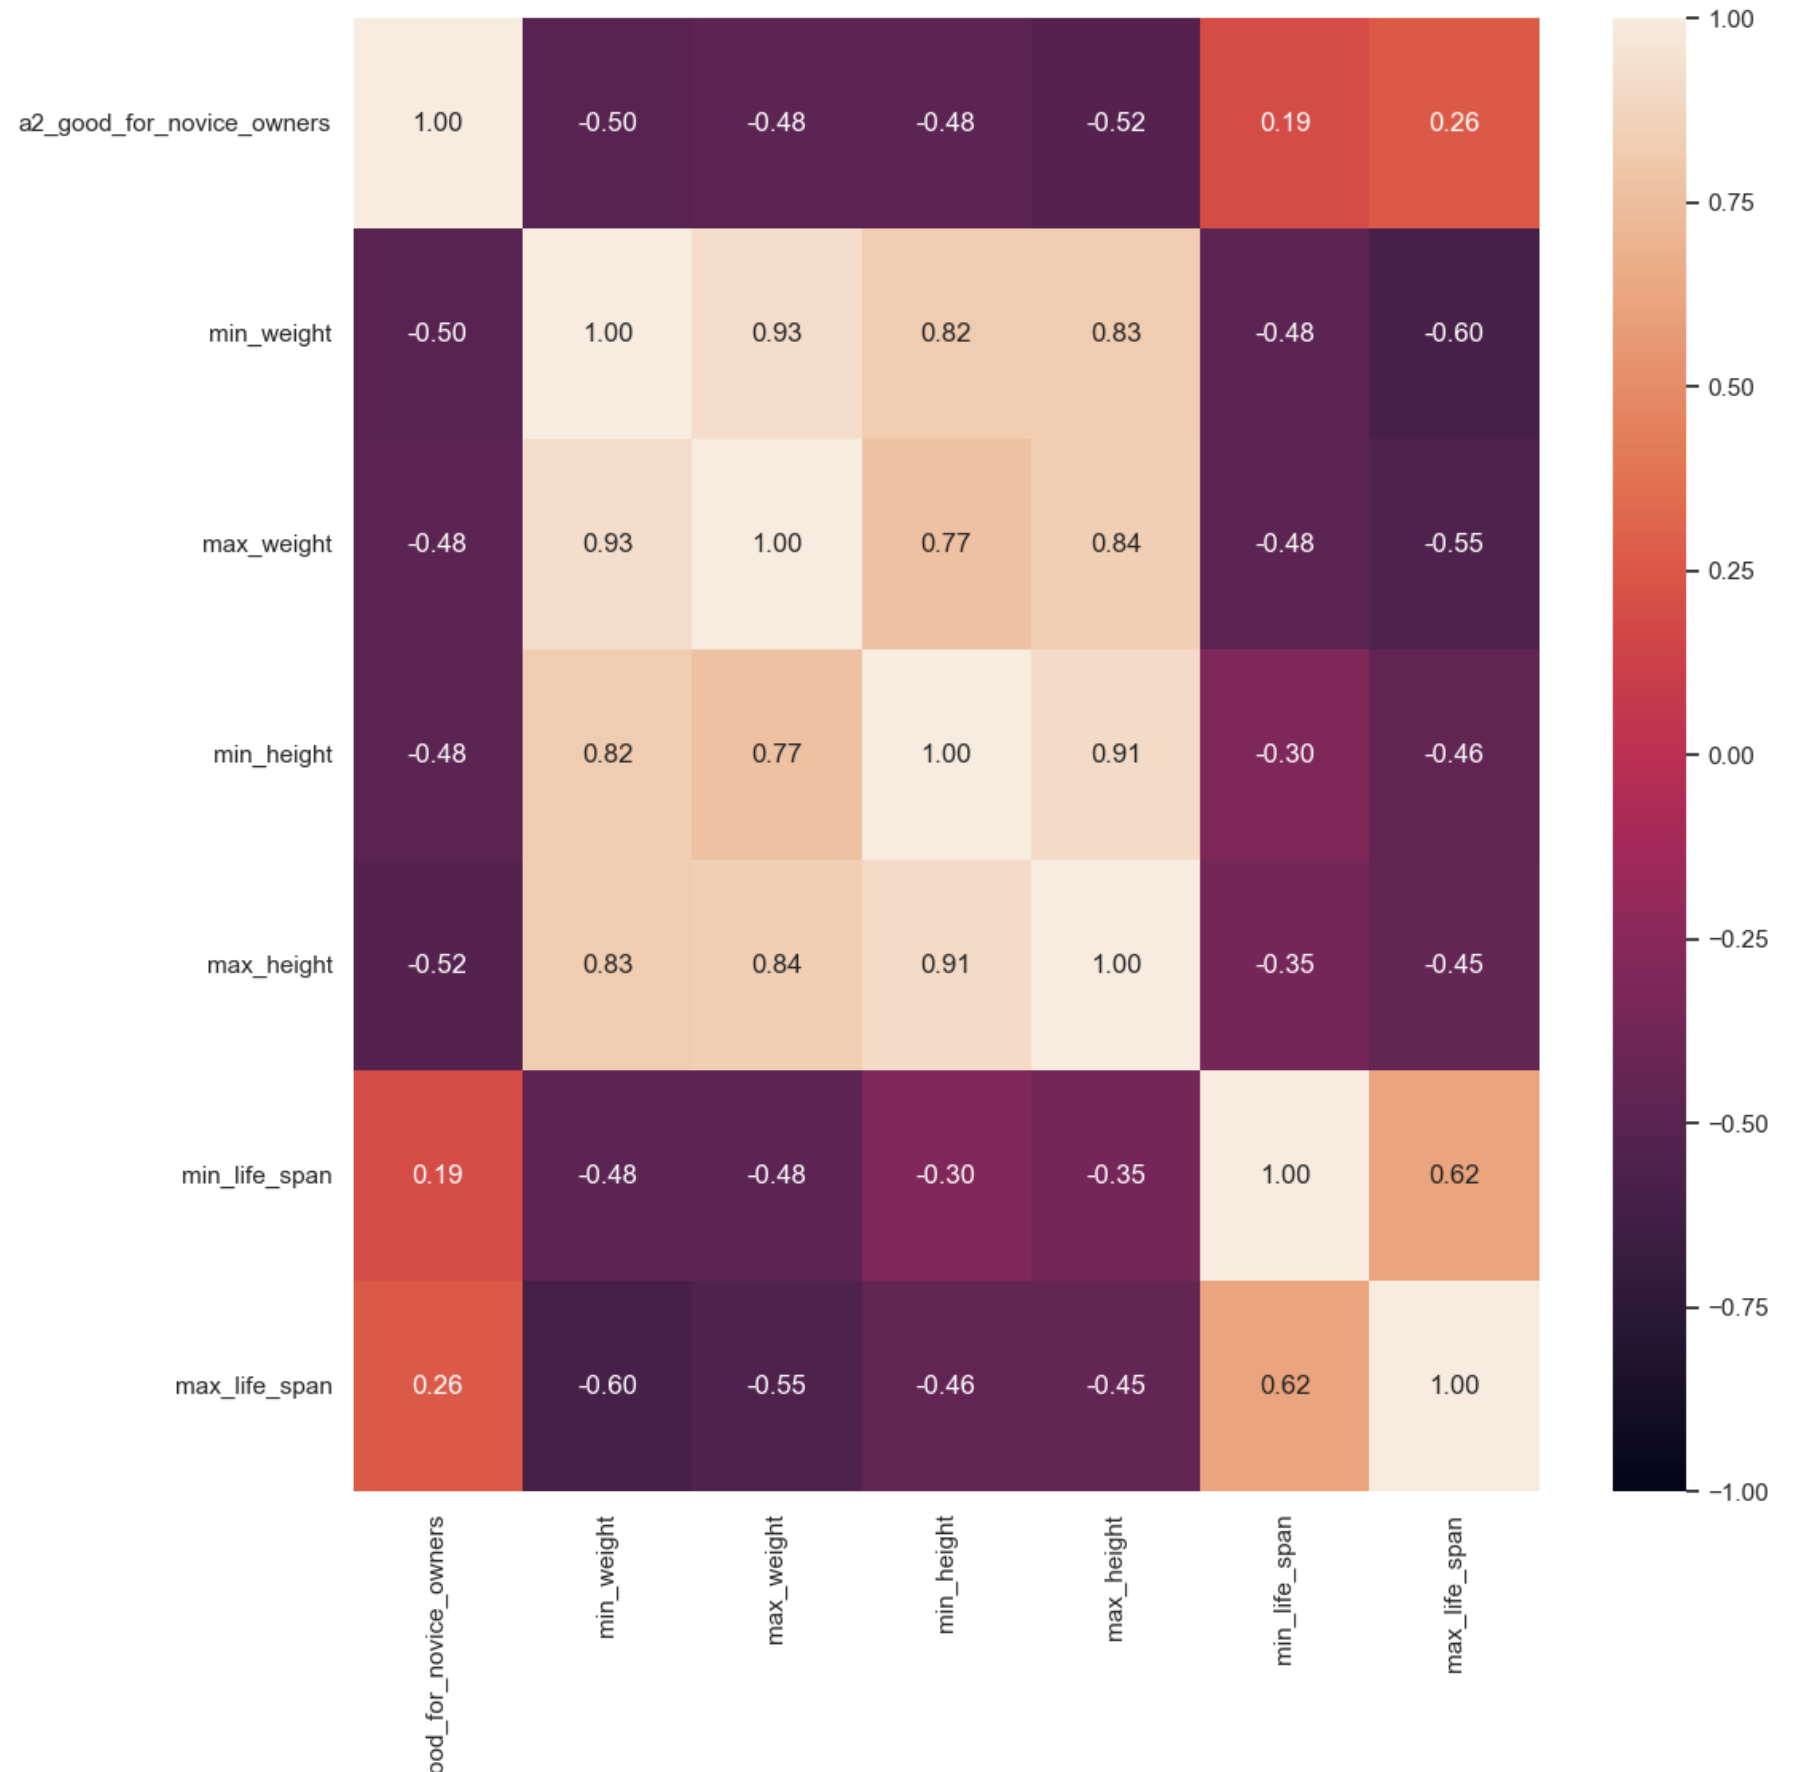 a2_good_for_novice_owners 1.00 -0.50 -0.48 -0.48 -0.52 0.19 0.26
min_weight -0.50 1.00 0.93 0.82 0.83 -0.48 -0.60
max_weight -0.48 0.93 1.00 0.77 0.84 -0.48 -0.55
min_height -0.48 0.82 0.77 1.00 0.91 -0.30 -0.46
max_height -0.52 0.83 0.84 0.91 1.00 -0.35 -0.45
min_life_span 0.19 -0.48 -0.48 -0.30 -0.35 1.00 0.62
max_life_span 0.26 -0.60 -0.55 -0.46 -0.45 0.62 1.00
ood_for_novice_owners
min_weight
max_weight
min_height
max_height
min_life_span
max_life_span
1.00
0.75
0.50
0.25
0.00
−0.25
−0.50
−0.75
−1.00